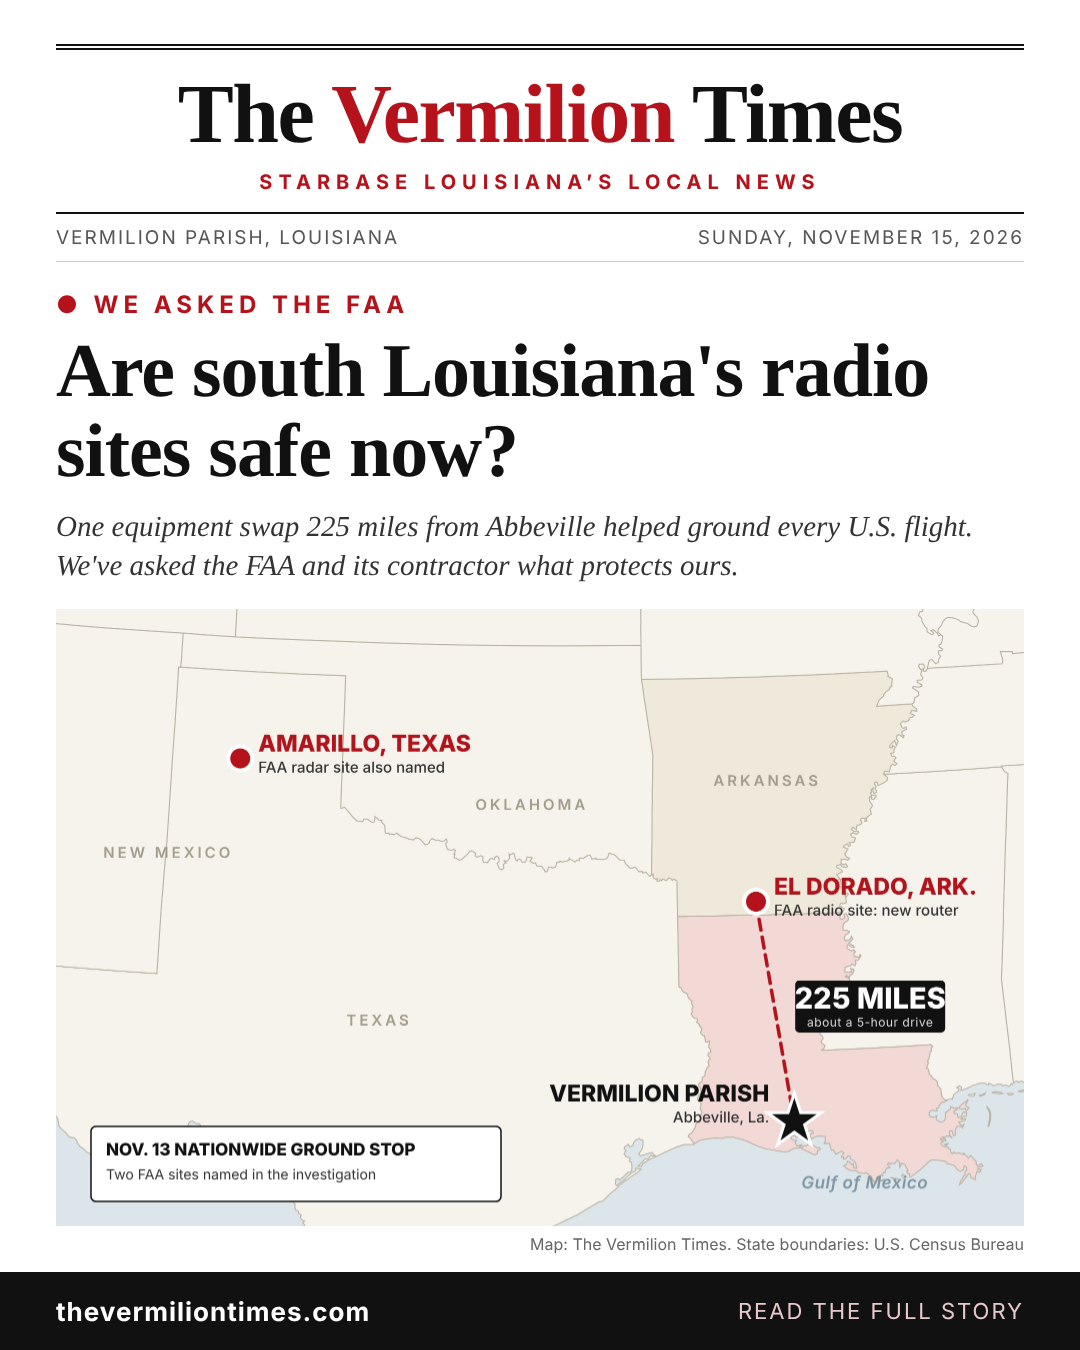 The Vermilion Times
STARBASE LOUISIANA’S LOCAL NEWS
VERMILION PARISH, LOUISIANA
SUNDAY, NOVEMBER 15, 2026
WE ASKED THE FAA
Are south Louisiana's radio
sites safe now?
One equipment swap 225 miles from Abbeville helped ground every U.S. flight.
We've asked the FAA and its contractor what protects ours.
AMARILLO, TEXAS
FAA radar site also named
ARKANSAS
OKLAHOMA
NEW MEXICO
EL DORADO, ARK.
FAA radio site: new router
225 MILES
about a 5-hour drive
TEXAS
VERMILION PARISH
Abbeville, La.
NOV. 13 NATIONWIDE GROUND STOP
Two FAA sites named in the investigation
Gulf of Mexico
Map: The Vermilion Times. State boundaries: U.S. Census Bureau
thevermiliontimes.com
READ THE FULL STORY